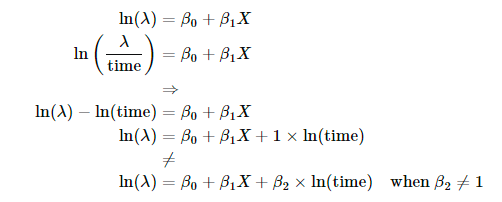 ln(λ) = β₀ + β₁X
ln(λ/time) = β₀ + β₁X
⇒
ln(λ) − ln(time) = β₀ + β₁X
ln(λ) = β₀ + β₁X + 1 × ln(time)
≠
ln(λ) = β₀ + β₁X + β₂ × ln(time) when β₂ ≠ 1